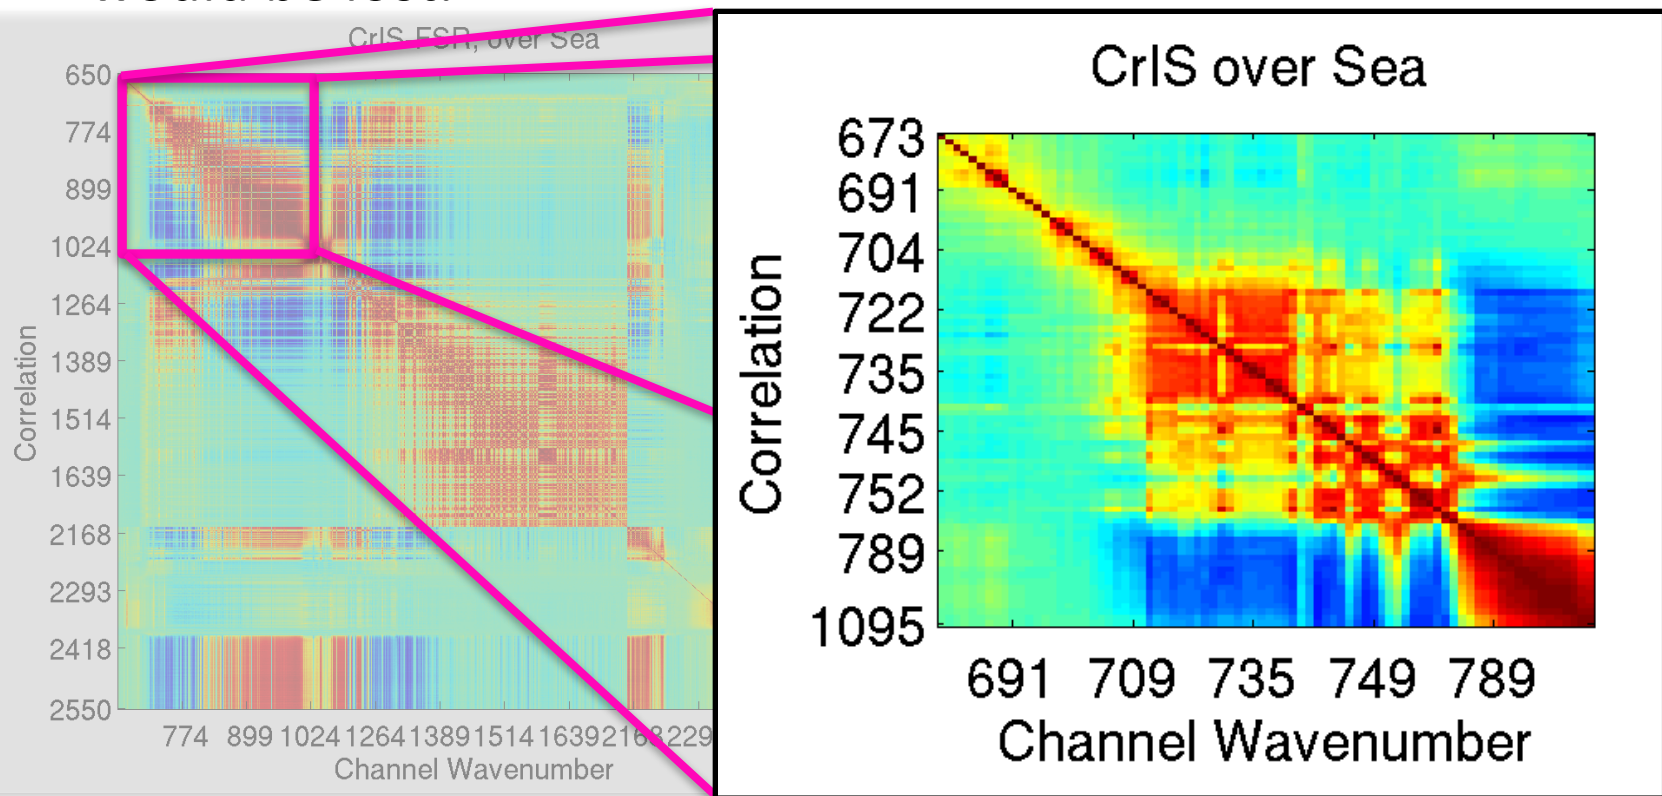 CrIS FSR, over Sea
650
774
899
1024
1264
1389
1514
1639
2168
2293
2418
2550
Correlation
774 899 1024 1264 1389 1514 1639 2168 229
Channel Wavenumber
CrIS over Sea
673
691
704
722
735
745
752
789
1095
Correlation
691 709 735 749 789
Channel Wavenumber